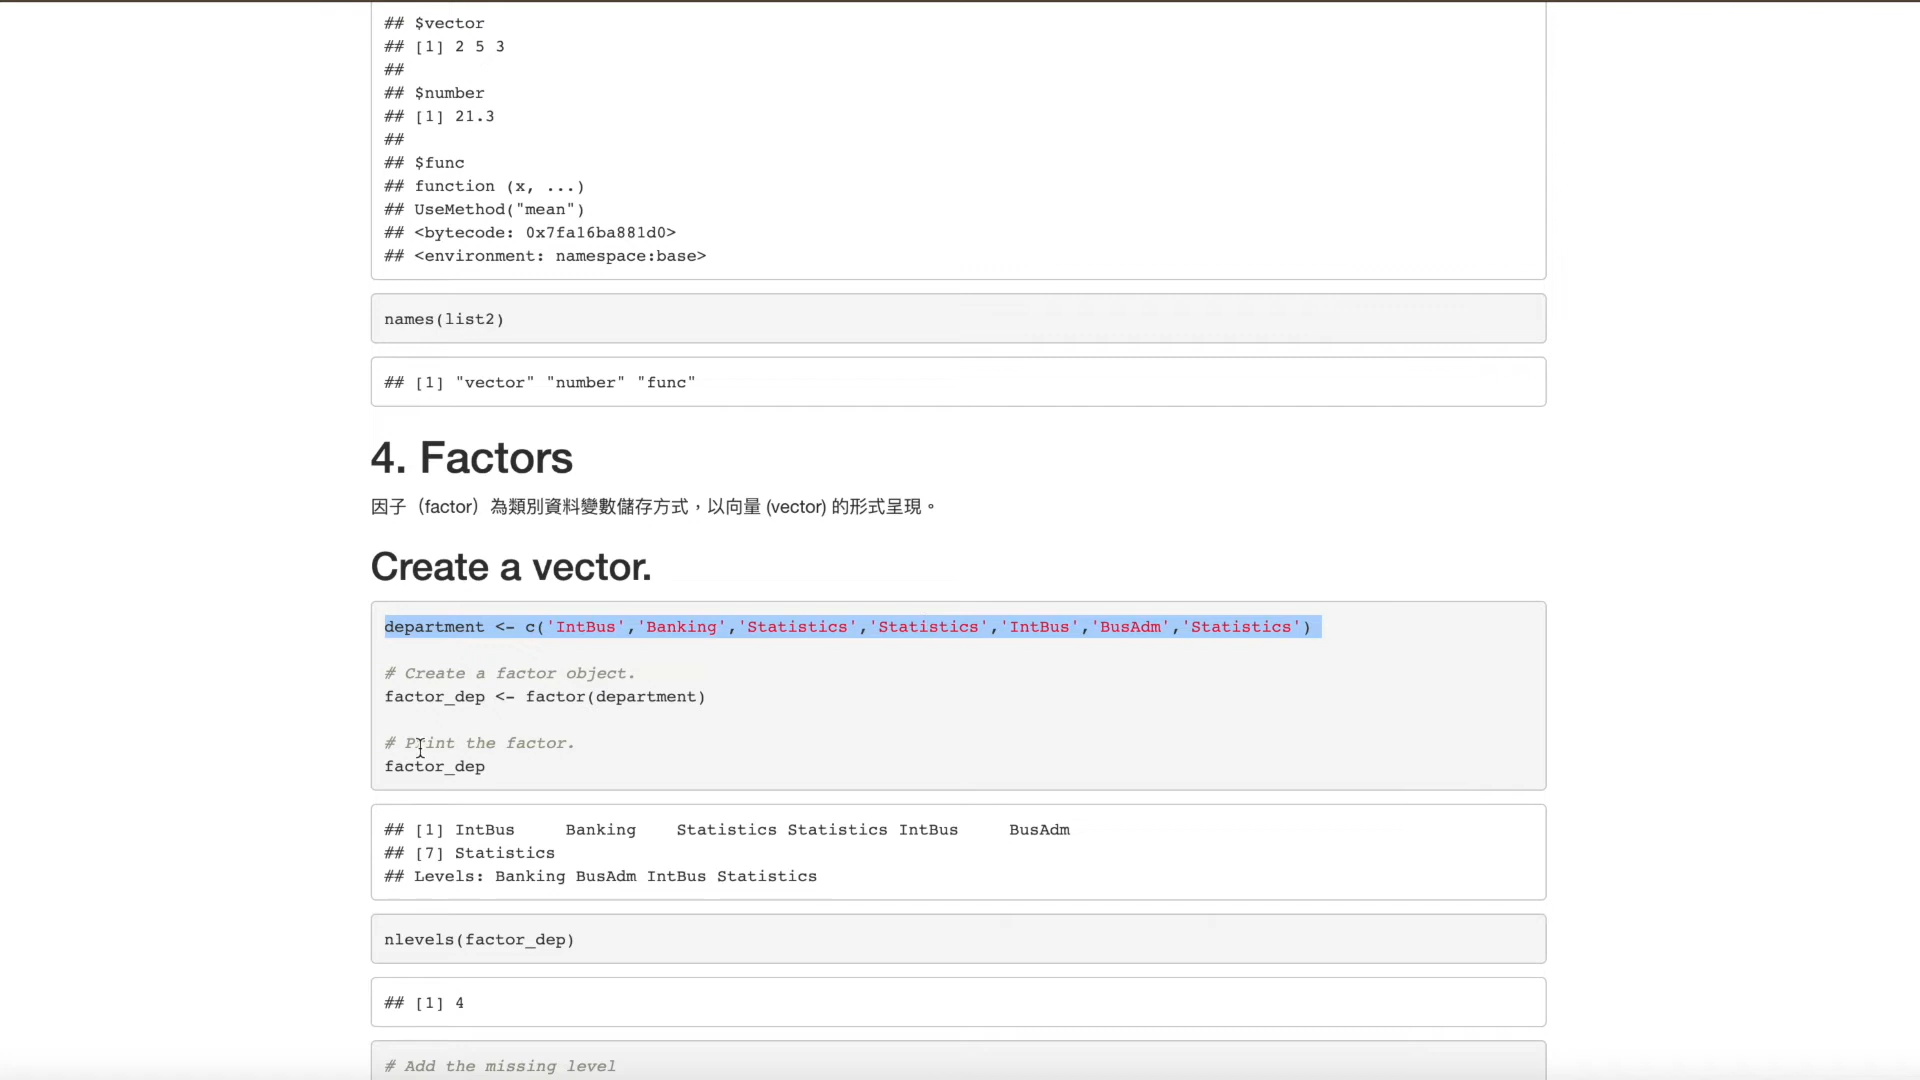 ## $vector
## [1] 2 5 3
##
## $number
## [1] 21.3
##
## $func
## function (x, ...)
## UseMethod("mean")
## <bytecode: 0x7fa16ba881d0>
## <environment: namespace:base>
names(list2)
## [1] "vector" "number" "func"
4. Factors
因子（factor）為類別資料變數儲存方式，以向量 (vector) 的形式呈現。
Create a vector.
department <- c('IntBus','Banking','Statistics','Statistics','IntBus','BusAdm','Statistics')
# Create a factor object.
factor_dep <- factor(department)
# Print the factor.
factor_dep
## [1] IntBus     Banking    Statistics Statistics IntBus     BusAdm
## [7] Statistics
## Levels: Banking BusAdm IntBus Statistics
nlevels(factor_dep)
## [1] 4
# Add the missing level